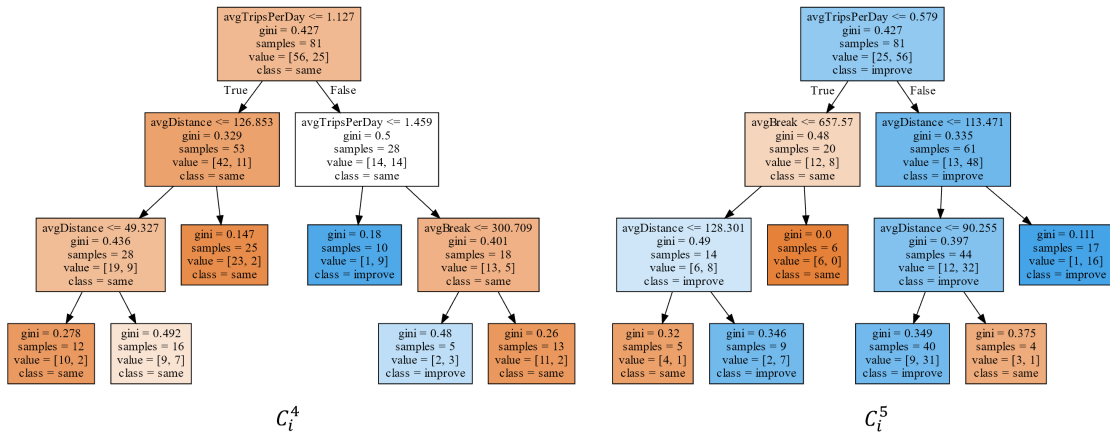 avgTripsPerDay <= 1.127
gini = 0.427
samples = 81
value = [56, 25]
class = same
True
False
avgDistance <= 126.853
gini = 0.329
samples = 53
value = [42, 11]
class = same
avgTripsPerDay <= 1.459
gini = 0.5
samples = 28
value = [14, 14]
class = same
avgDistance <= 49.327
gini = 0.436
samples = 28
value = [19, 9]
class = same
gini = 0.147
samples = 25
value = [23, 2]
class = same
gini = 0.18
samples = 10
value = [1, 9]
class = improve
avgBreak <= 300.709
gini = 0.401
samples = 18
value = [13, 5]
class = same
gini = 0.278
samples = 12
value = [10, 2]
class = same
gini = 0.492
samples = 16
value = [9, 7]
class = same
gini = 0.48
samples = 5
value = [2, 3]
class = improve
gini = 0.26
samples = 13
value = [11, 2]
class = same
C_i^4
avgTripsPerDay <= 0.579
gini = 0.427
samples = 81
value = [25, 56]
class = improve
True
False
avgBreak <= 657.57
gini = 0.48
samples = 20
value = [12, 8]
class = same
avgDistance <= 113.471
gini = 0.335
samples = 61
value = [13, 48]
class = improve
avgDistance <= 128.301
gini = 0.49
samples = 14
value = [6, 8]
class = improve
gini = 0.0
samples = 6
value = [6, 0]
class = same
avgDistance <= 90.255
gini = 0.397
samples = 44
value = [12, 32]
class = improve
gini = 0.111
samples = 17
value = [1, 16]
class = improve
gini = 0.32
samples = 5
value = [4, 1]
class = same
gini = 0.346
samples = 9
value = [2, 7]
class = improve
gini = 0.349
samples = 40
value = [9, 31]
class = improve
gini = 0.375
samples = 4
value = [3, 1]
class = same
C_i^5